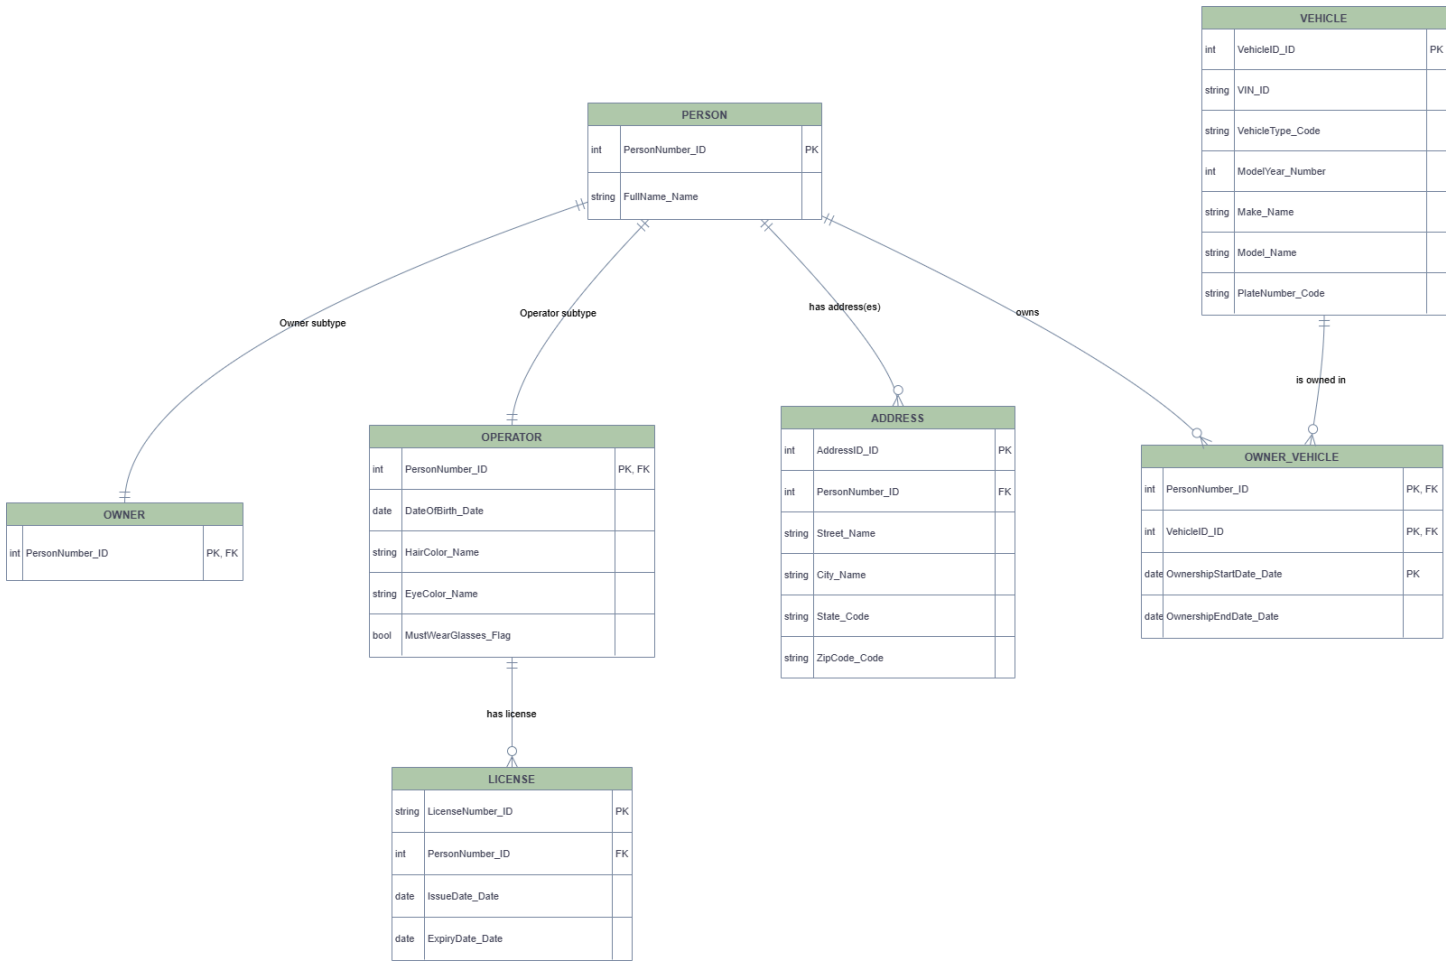 VEHICLE
int VehicleID_ID PK
string VIN_ID
string VehicleType_Code
int ModelYear_Number
string Make_Name
string Model_Name
string PlateNumber_Code
PERSON
int PersonNumber_ID PK
string FullName_Name
Owner subtype
Operator subtype
has address(es)
owns
is owned in
OWNER
int PersonNumber_ID PK, FK
OPERATOR
int PersonNumber_ID PK, FK
date DateOfBirth_Date
string HairColor_Name
string EyeColor_Name
bool MustWearGlasses_Flag
ADDRESS
int AddressID_ID PK
int PersonNumber_ID FK
string Street_Name
string City_Name
string State_Code
string ZipCode_Code
OWNER_VEHICLE
int PersonNumber_ID PK, FK
int VehicleID_ID PK, FK
date OwnershipStartDate_Date PK
date OwnershipEndDate_Date
has license
LICENSE
string LicenseNumber_ID PK
int PersonNumber_ID FK
date IssueDate_Date
date ExpiryDate_Date